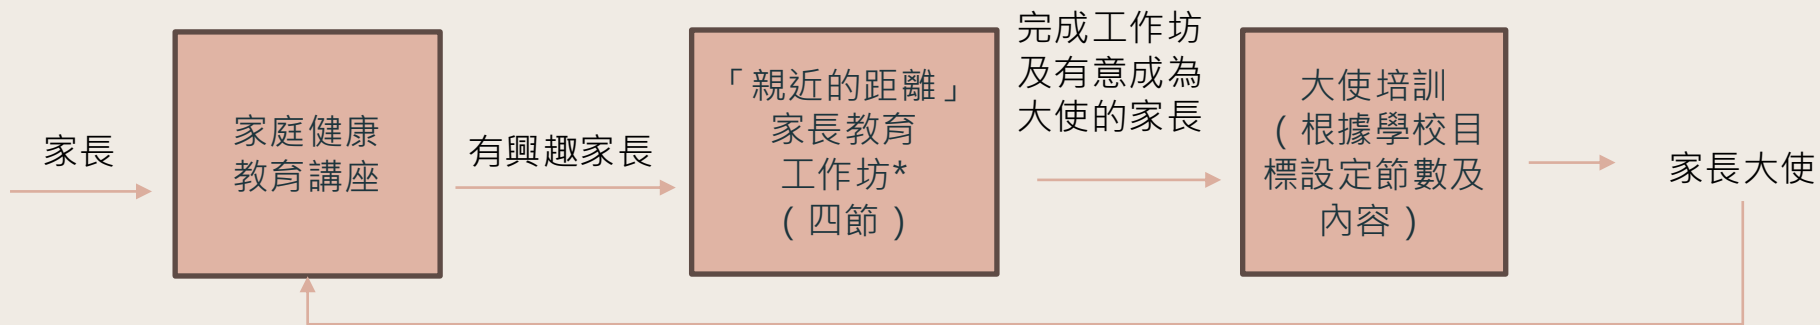 家長
家庭健康
教育講座
有興趣家長
「親近的距離」
家長教育
工作坊*
(四節)
完成工作坊
及有意成為
大使的家長
大使培訓
(根據學校目
標設定節數及
內容)
家長大使